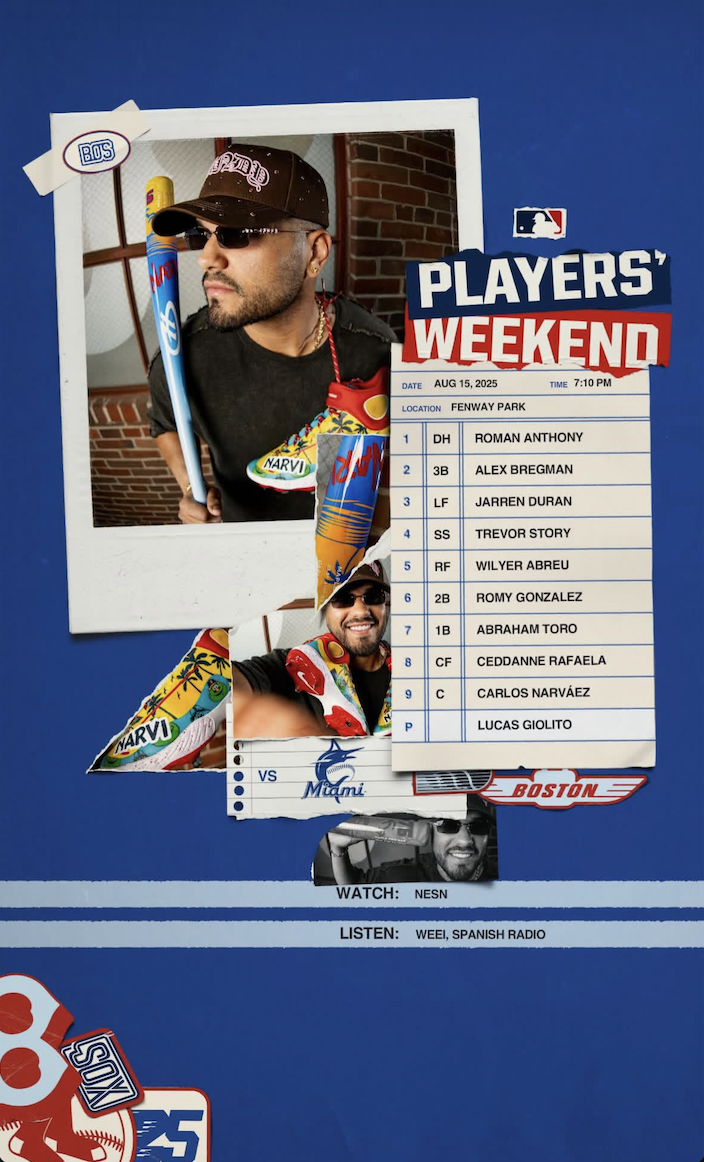 BOS
PLAYERS'
WEEKEND
DATE AUG 15, 2025 TIME 7:10 PM
LOCATION FENWAY PARK
1 DH ROMAN ANTHONY
2 3B ALEX BREGMAN
3 LF JARREN DURAN
4 SS TREVOR STORY
5 RF WILYER ABREU
6 2B ROMY GONZALEZ
7 1B ABRAHAM TORO
8 CF CEDDANNE RAFAELA
9 C CARLOS NARVÁEZ
P LUCAS GIOLITO
NARVI
NARVI
VS Miami
BOSTON
WATCH: NESN
LISTEN: WEEI, SPANISH RADIO
8
SOX
25